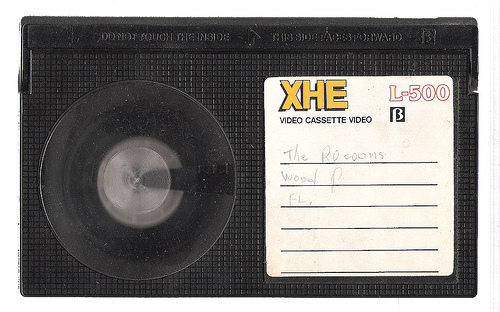 DO NOT TOUCH THE INSIDE THIS SIDE FACES FORWARD B
XHE L-500
VIDEO CASSETTE VIDEO B
The Racoons
Wood P.
FL.